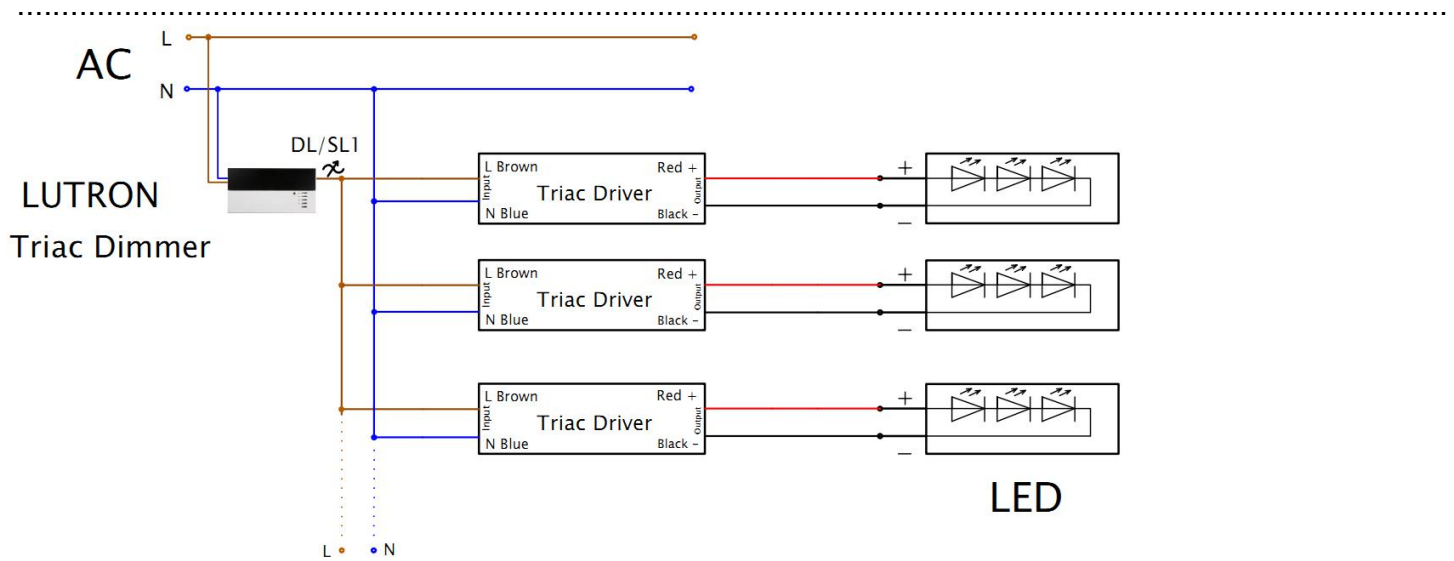 L
AC
N
DL/SL1
LUTRON
Triac Dimmer
L Brown Red +
Input Triac Driver Output
N Blue Black -
+
-
L Brown Red +
Input Triac Driver Output
N Blue Black -
+
-
L Brown Red +
Input Triac Driver Output
N Blue Black -
+
-
LED
L N